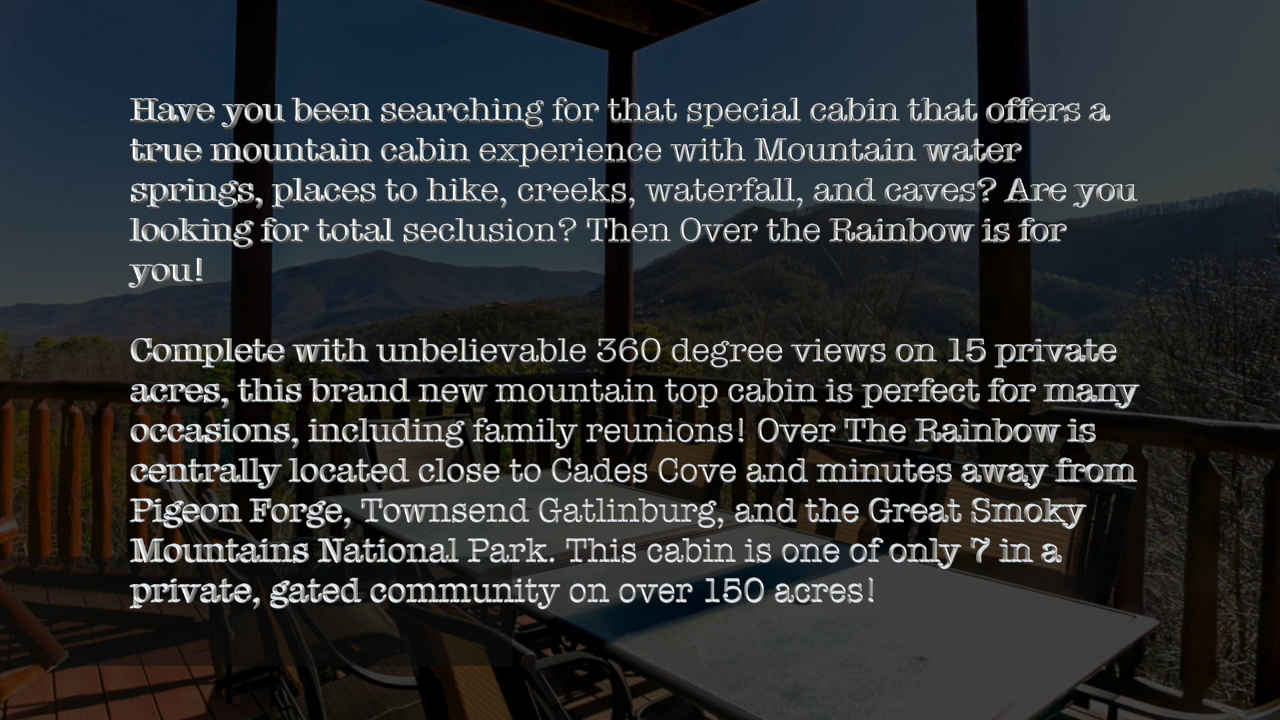 Have you been searching for that special cabin that offers a
true mountain cabin experience with Mountain water
springs, places to hike, creeks, waterfall, and caves? Are you
looking for total seclusion? Then Over the Rainbow is for
you!
Complete with unbelievable 360 degree views on 15 private
acres, this brand new mountain top cabin is perfect for many
occasions, including family reunions! Over The Rainbow is
centrally located close to Cades Cove and minutes away from
Pigeon Forge, Townsend Gatlinburg, and the Great Smoky
Mountains National Park. This cabin is one of only 7 in a
private, gated community on over 150 acres!